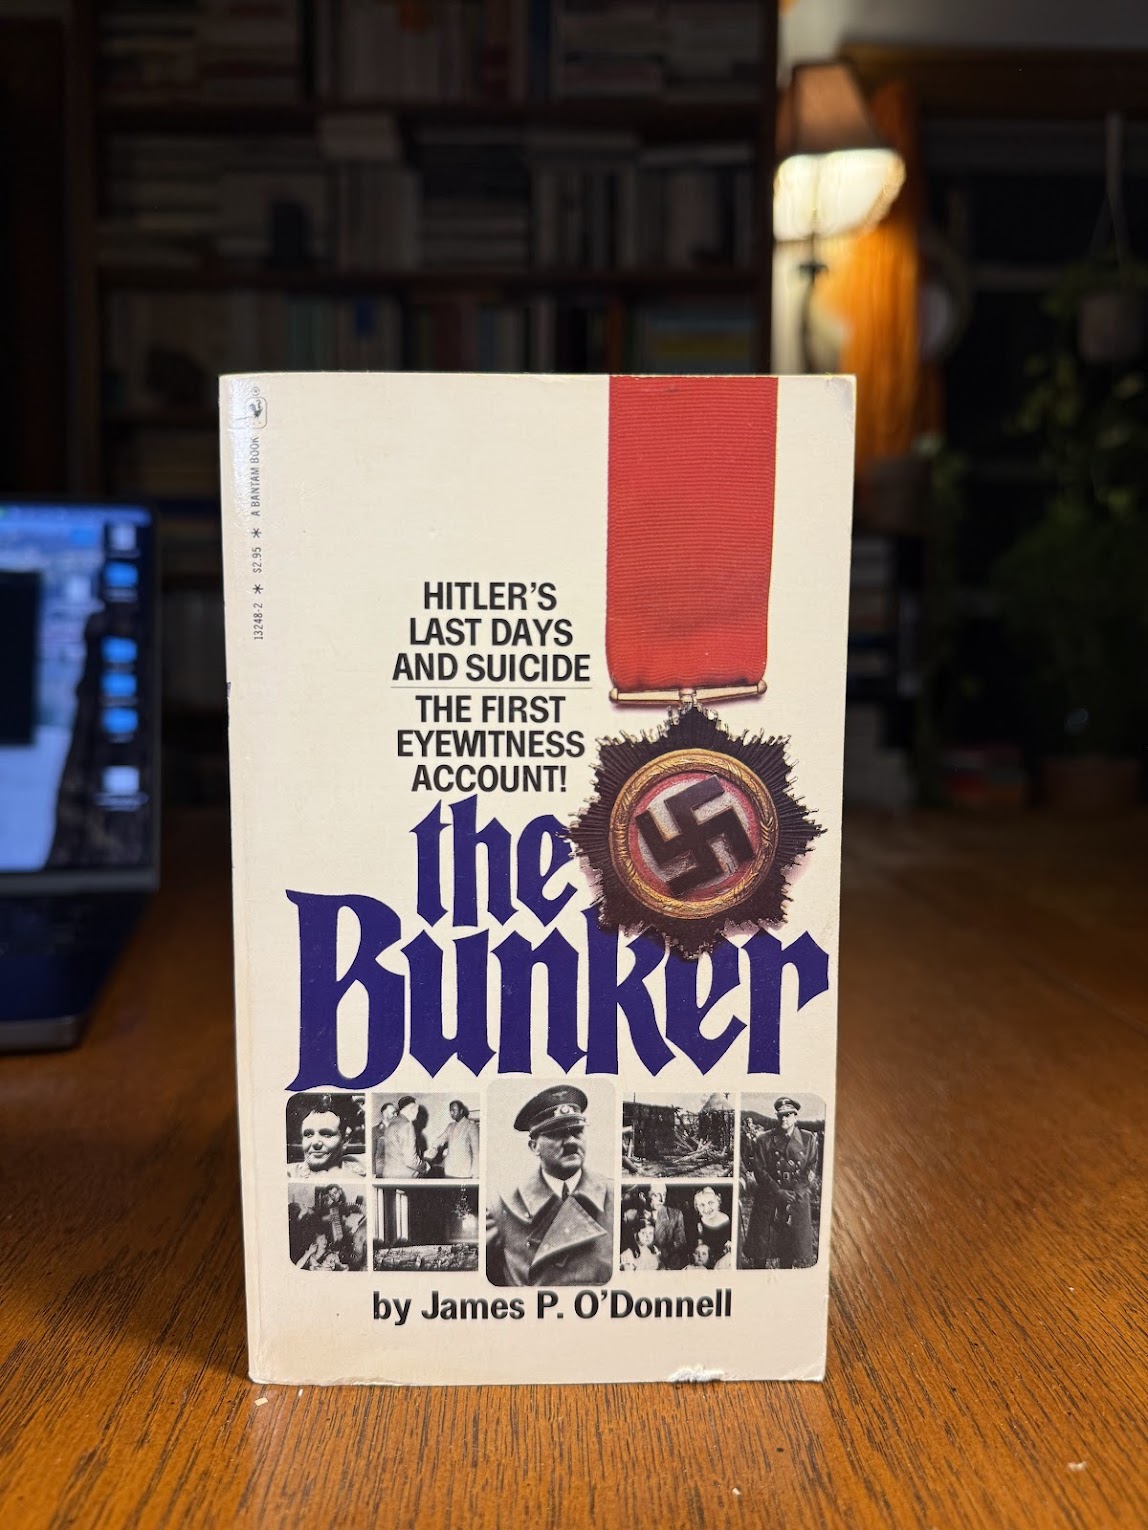 A BANTAM BOOK
13248-2 * $2.95 *
HITLER'S
LAST DAYS
AND SUICIDE
THE FIRST
EYEWITNESS
ACCOUNT!
the
Bunker
by James P. O'Donnell